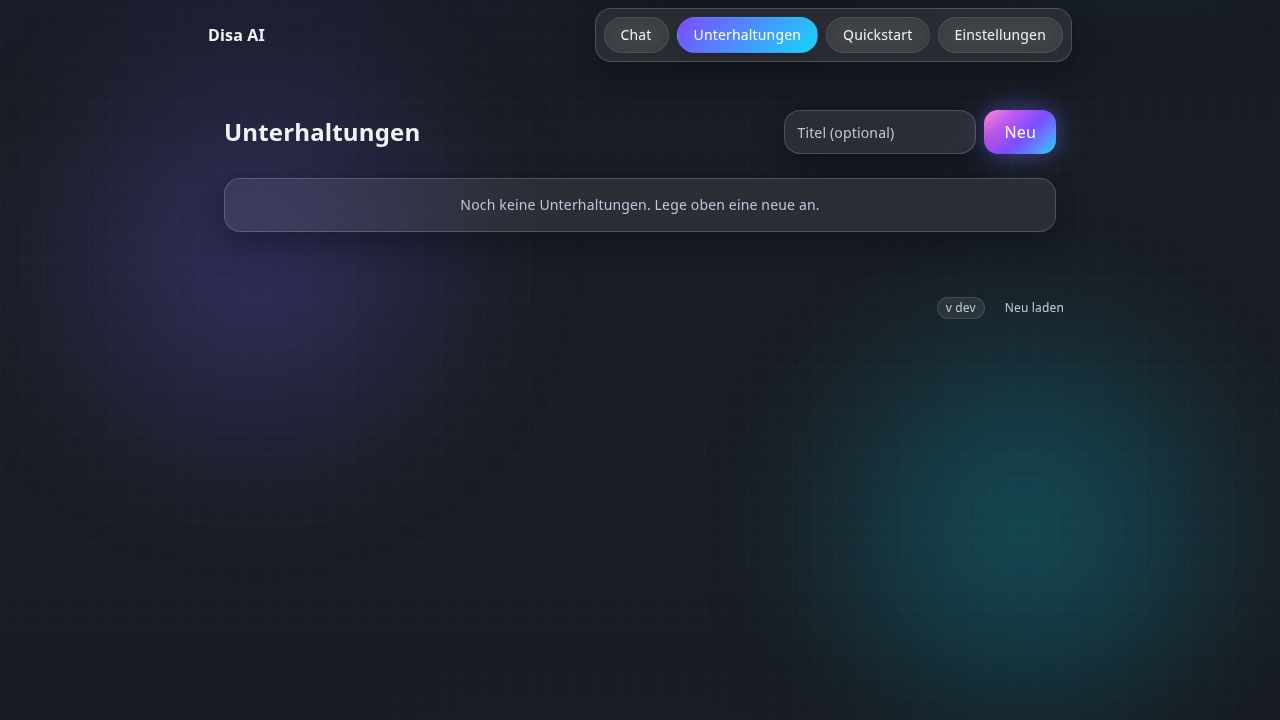 Disa AI
Chat Unterhaltungen Quickstart Einstellungen
Unterhaltungen
Titel (optional) Neu
Noch keine Unterhaltungen. Lege oben eine neue an.
v dev Neu laden